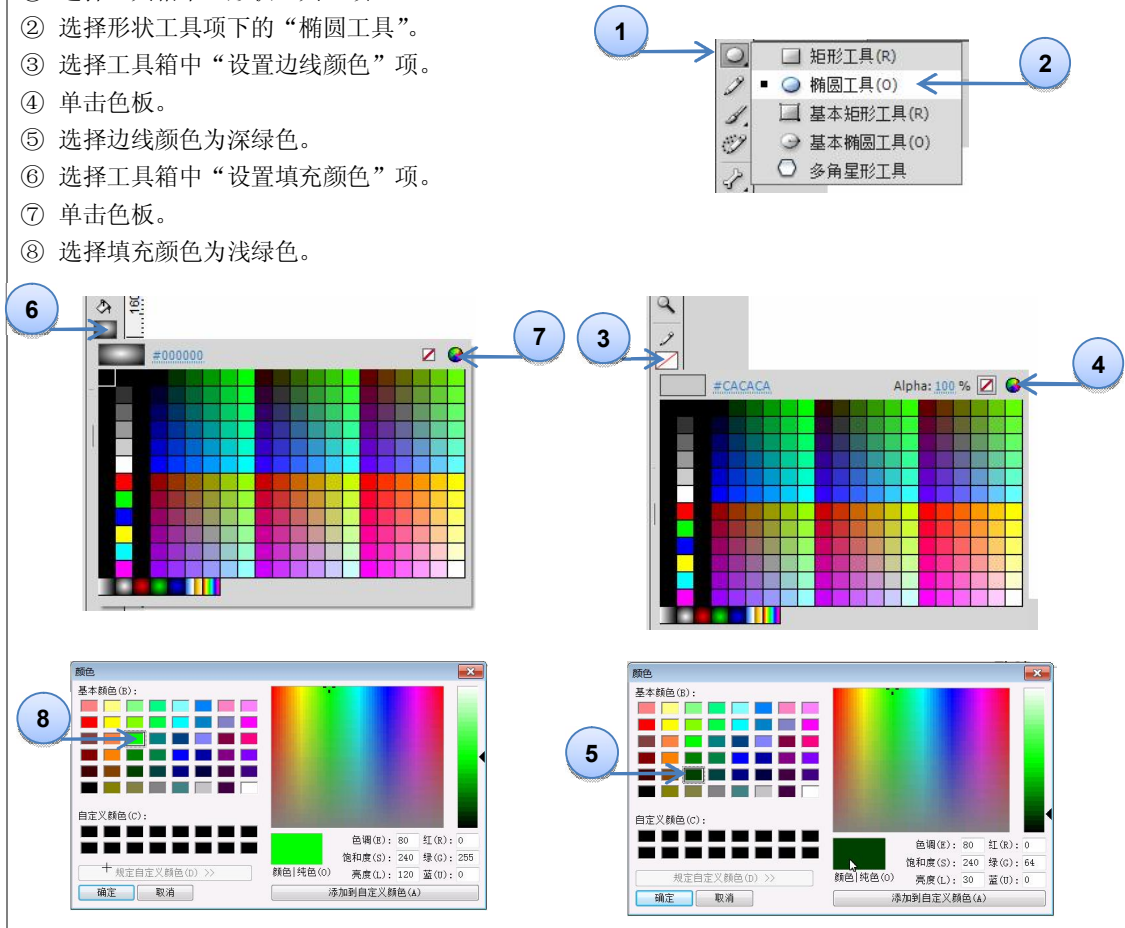 ② 选择形状工具项下的“椭圆工具”。
③ 选择工具箱中“设置边线颜色”项。
④ 单击色板。
⑤ 选择边线颜色为深绿色。
⑥ 选择工具箱中“设置填充颜色”项。
⑦ 单击色板。
⑧ 选择填充颜色为浅绿色。
1
2
矩形工具(R)
椭圆工具(O)
基本矩形工具(R)
基本椭圆工具(O)
多角星形工具
6
7
160
#000000
3
4
#CACACA
Alpha: 100 %
8
颜色
基本颜色(B):
自定义颜色(C):
规定自定义颜色(D) >>
确定
取消
颜色|纯色(O)
色调(E): 80 红(R): 0
饱和度(S): 240 绿(G): 255
亮度(L): 120 蓝(U): 0
添加到自定义颜色(A)
5
颜色
基本颜色(B):
自定义颜色(C):
规定自定义颜色(D) >>
确定
取消
颜色|纯色(O)
色调(E): 80 红(R): 0
饱和度(S): 240 绿(G): 64
亮度(L): 30 蓝(U): 0
添加到自定义颜色(A)